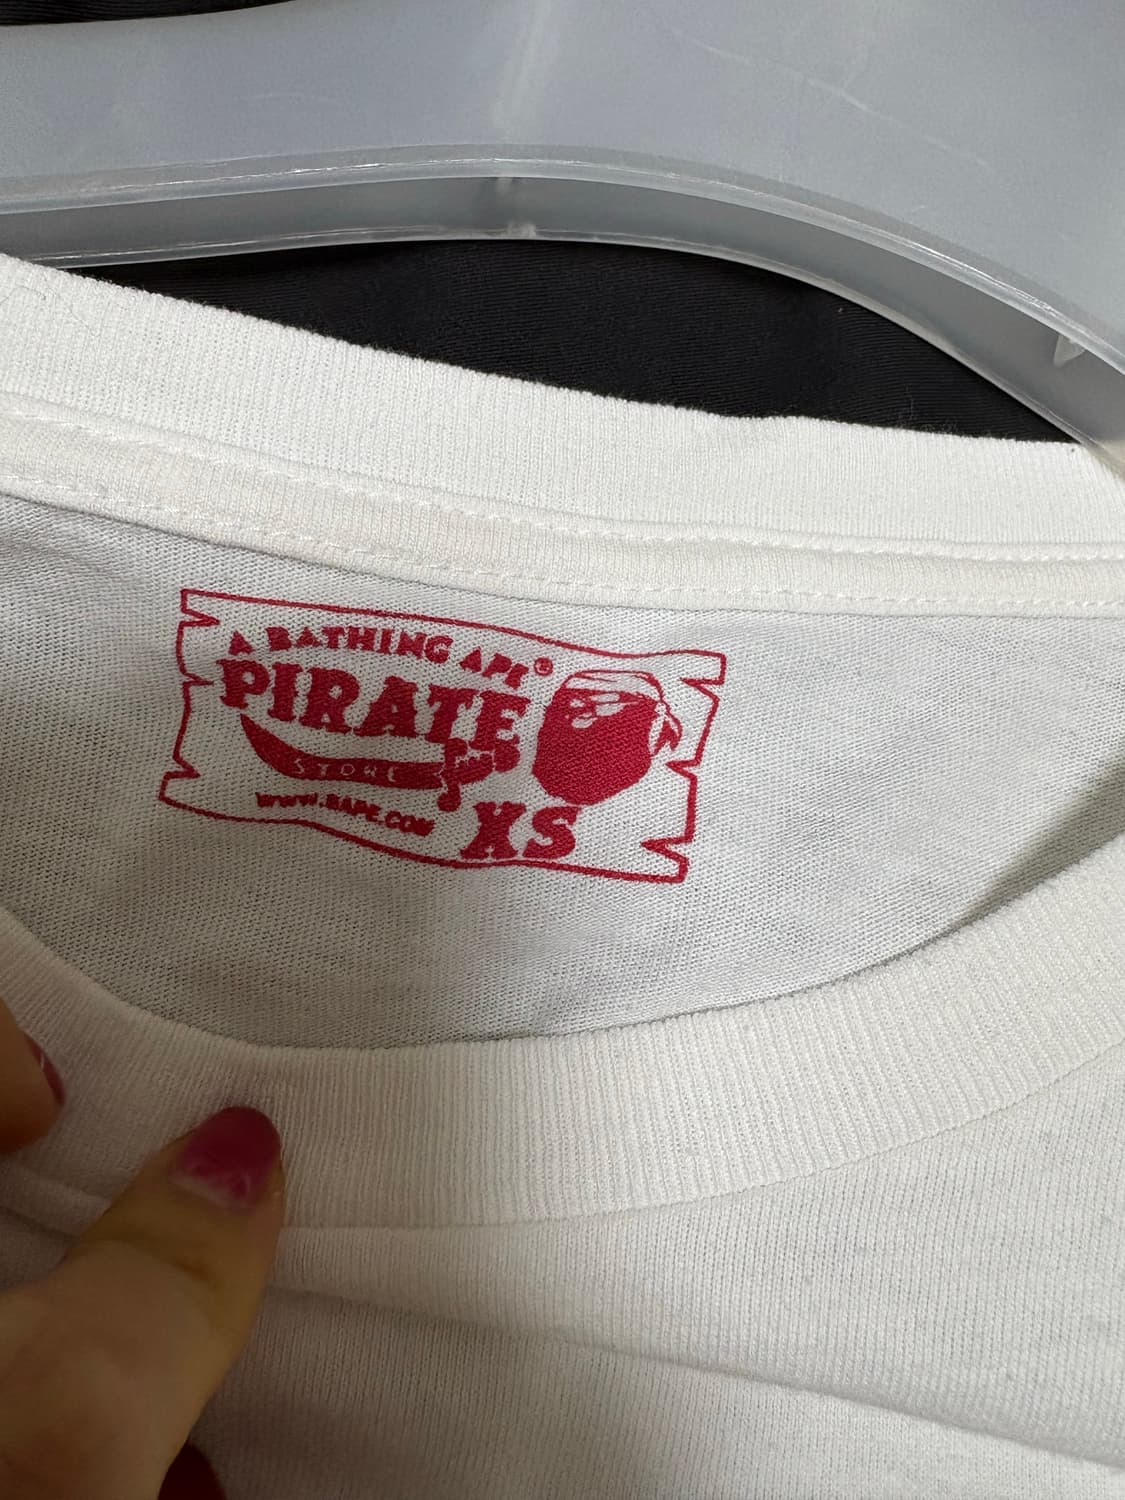 A BATHING APE®
PIRATE
STORE
WWW.BAPE.COM
XS